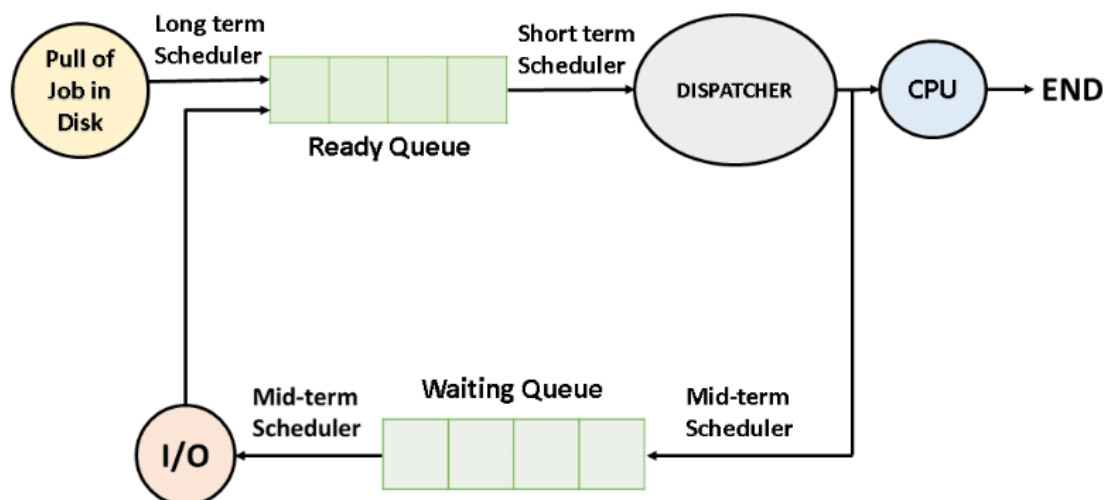 Pull of
Job in
Disk
Long term
Scheduler
Ready Queue
Short term
Scheduler
DISPATCHER
CPU
END
Waiting Queue
Mid-term
Scheduler
Mid-term
Scheduler
I/O